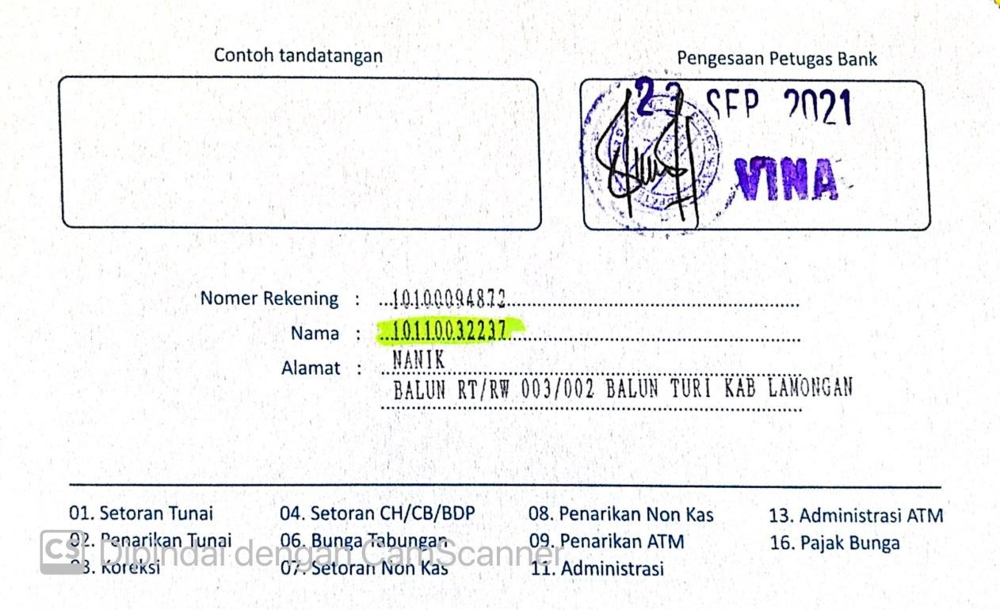 Contoh tandatangan
Pengesaan Petugas Bank
SEP 2021
VINA
Nomer Rekening : 10100094872
Nama : 10110032237
Alamat : NANIK
BALUN RT/RW 003/002 BALUN TURI KAB LAMONGAN
01. Setoran Tunai 04. Setoran CH/CB/BDP 08. Penarikan Non Kas 13. Administrasi ATM
02. Penarikan Tunai 06. Bunga Tabungan 09. Penarikan ATM 16. Pajak Bunga
03. Koreksi 07. Setoran Non Kas 11. Administrasi
CS Dipindai dengan CamScanner